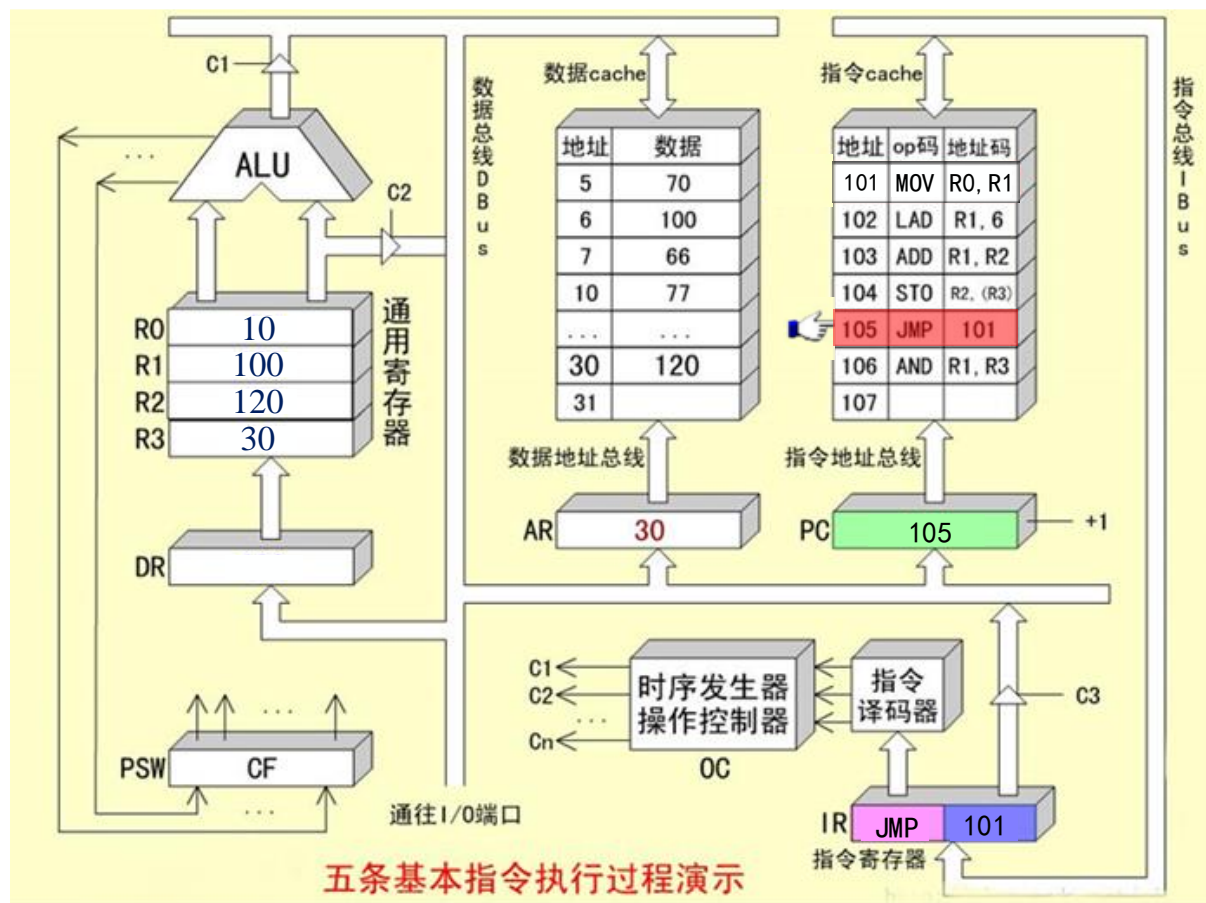 C1
ALU
...
C2
数据总线DBus
数据cache
地址 数据
5 70
6 100
7 66
10 77
... ...
30 120
31
指令cache
地址 op码 地址码
101 MOV R0, R1
102 LAD R1, 6
103 ADD R1, R2
104 STO R2, (R3)
105 JMP 101
106 AND R1, R3
107
指令总线IBus
R0 10
R1 100
R2 120
R3 30
通用寄存器
数据地址总线
指令地址总线
AR 30
PC 105
+1
DR
C1
C2
...
Cn
时序发生器
操作控制器
OC
指令
译码器
C3
...
PSW CF
...
通往I/O端口
IR JMP 101
指令寄存器
五条基本指令执行过程演示